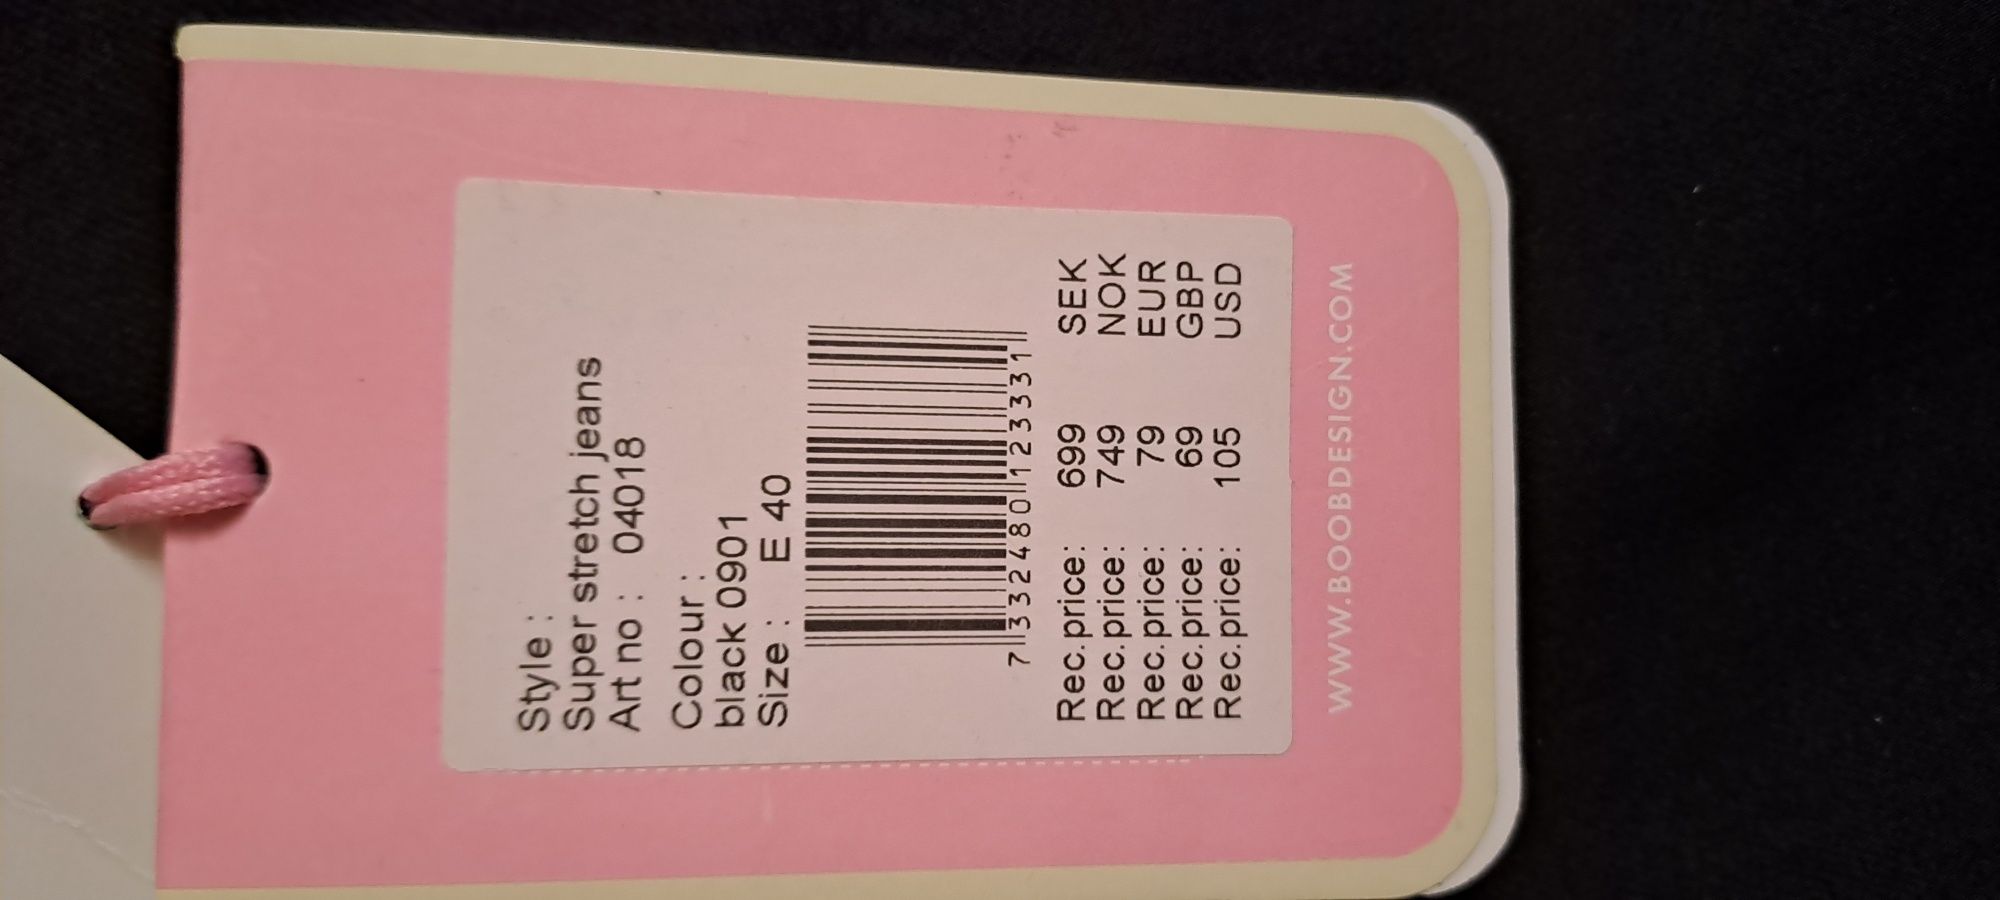 Style :
Super stretch jeans
Art no : 04018
Colour :
black 0901
Size : E 40
7 332480 123331
Rec.price: 699 SEK
Rec.price: 749 NOK
Rec.price: 79 EUR
Rec.price: 69 GBP
Rec.price: 105 USD
WWW.BOOBDESIGN.COM